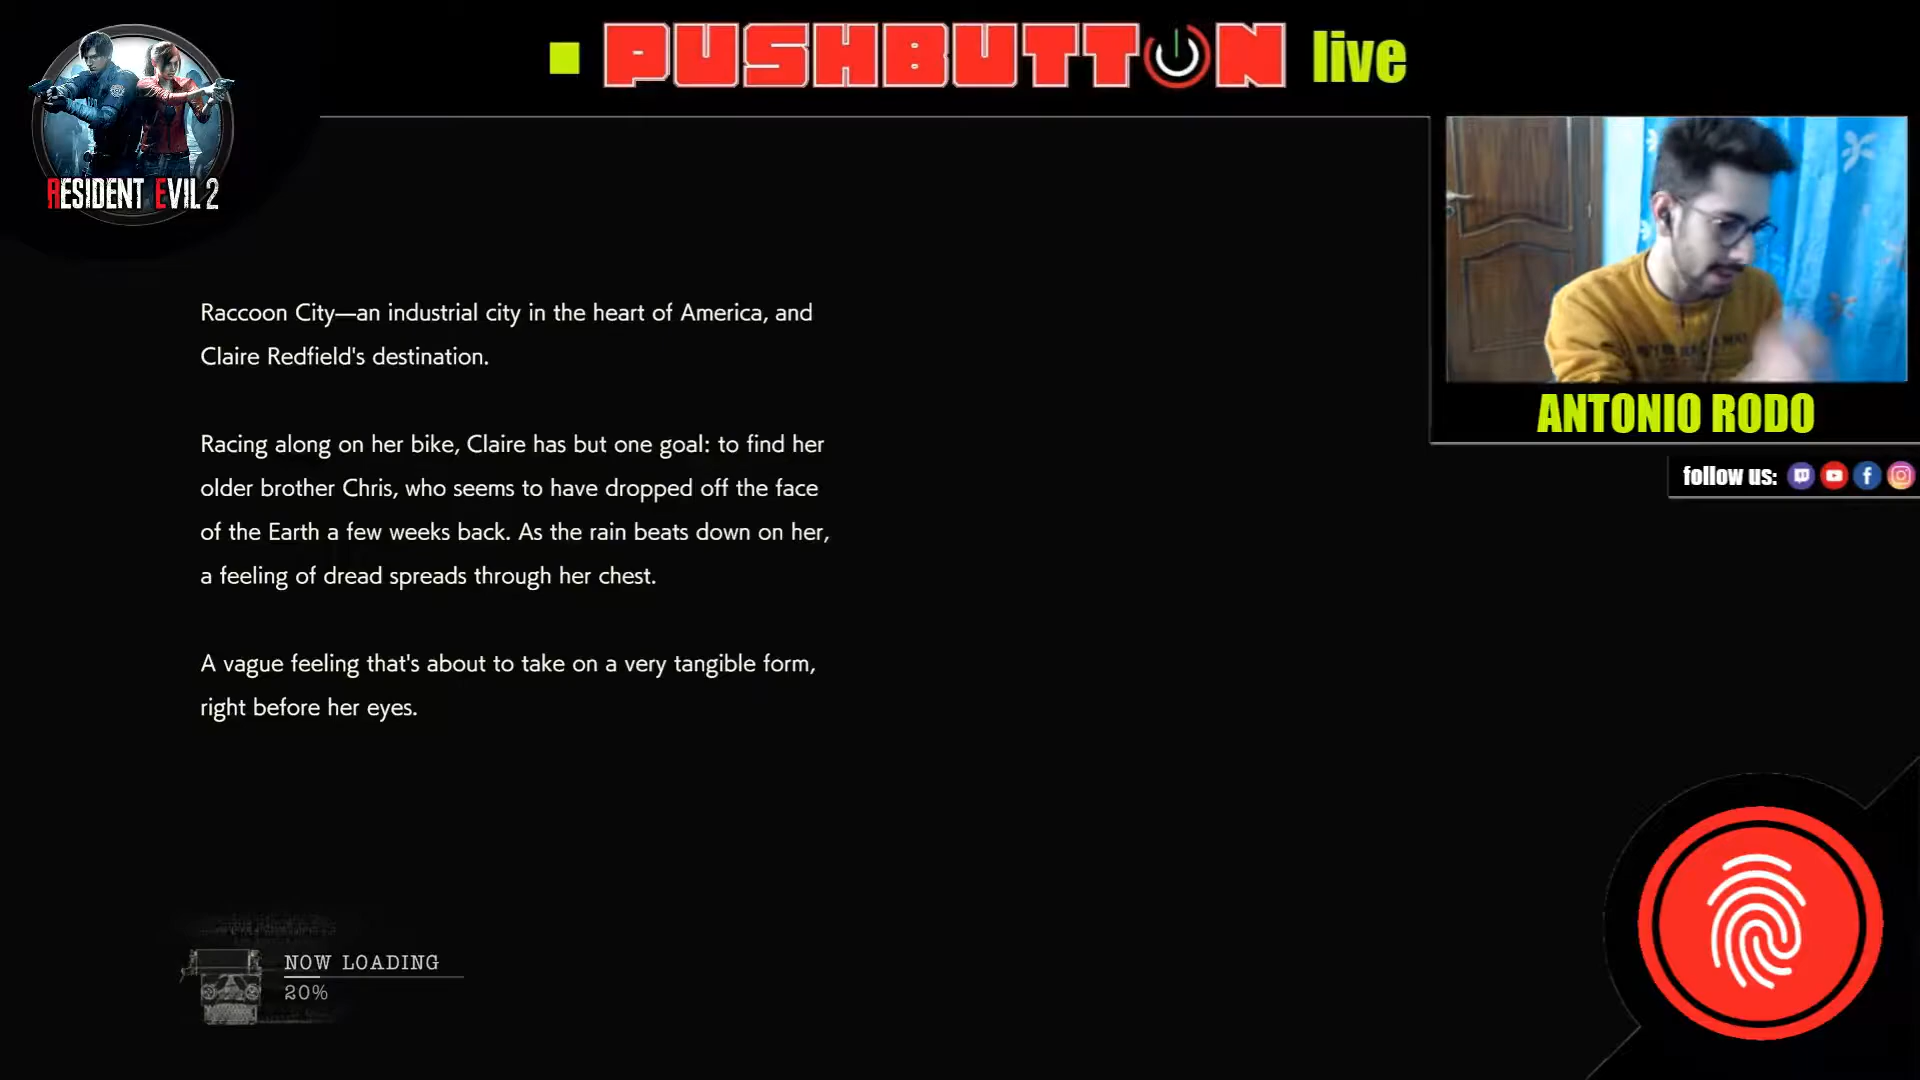 PUSHBUTTON live
RESIDENT EVIL 2
Raccoon City—an industrial city in the heart of America, and
Claire Redfield's destination.
Racing along on her bike, Claire has but one goal: to find her
older brother Chris, who seems to have dropped off the face
of the Earth a few weeks back. As the rain beats down on her,
a feeling of dread spreads through her chest.
A vague feeling that's about to take on a very tangible form,
right before her eyes.
ANTONIO RODO
follow us:
NOW LOADING
20%